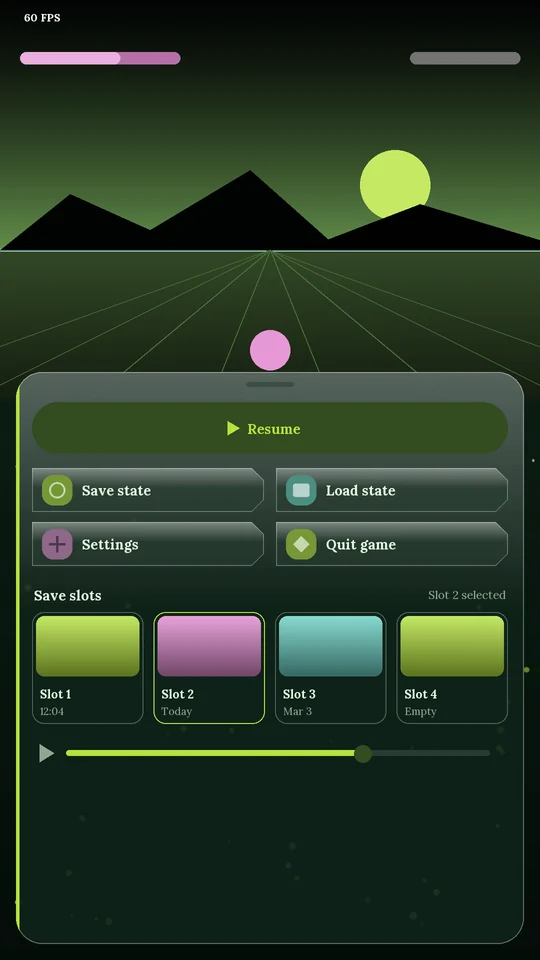 60 FPS
Resume
Save state
Load state
Settings
Quit game
Save slots
Slot 2 selected
Slot 1
12:04
Slot 2
Today
Slot 3
Mar 3
Slot 4
Empty